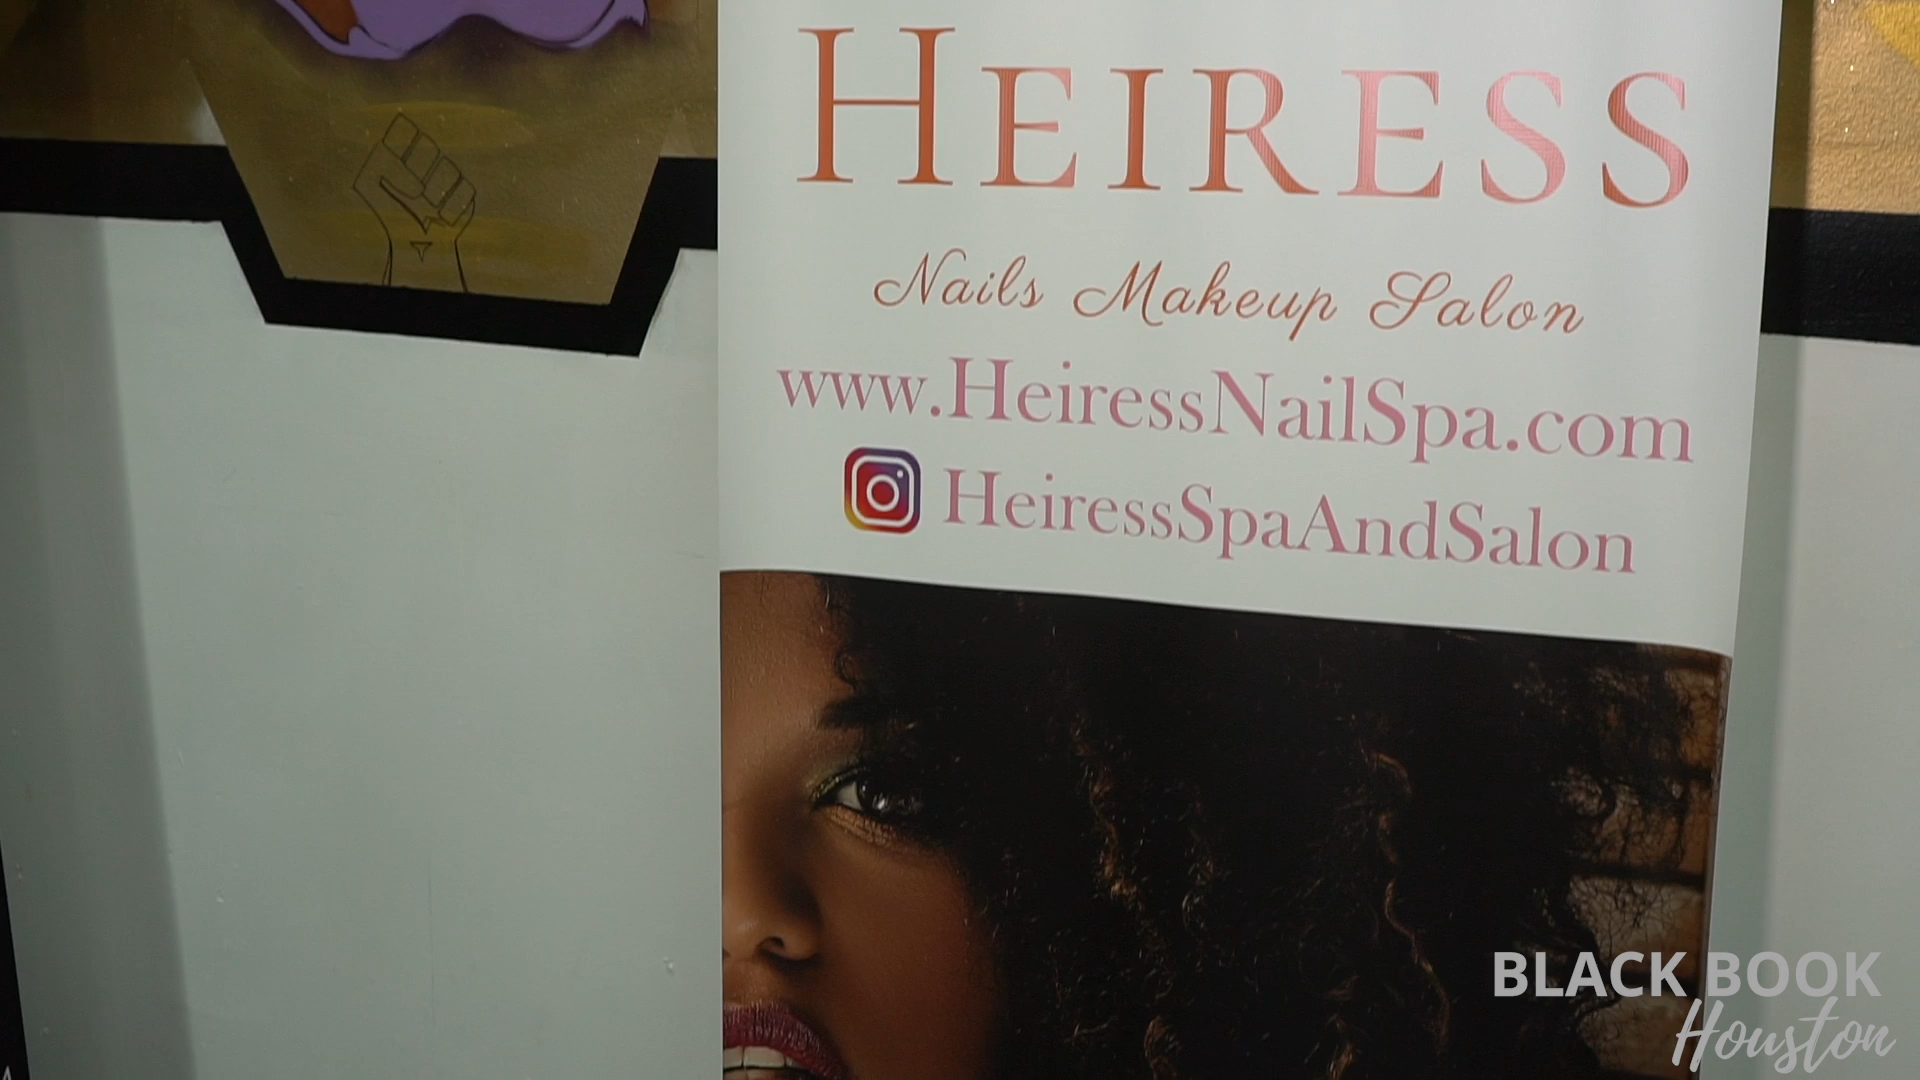 HEIRESS
Nails Makeup Salon
www.HeiressNailSpa.com
HeiressSpaAndSalon
BLACK BOOK
Houston